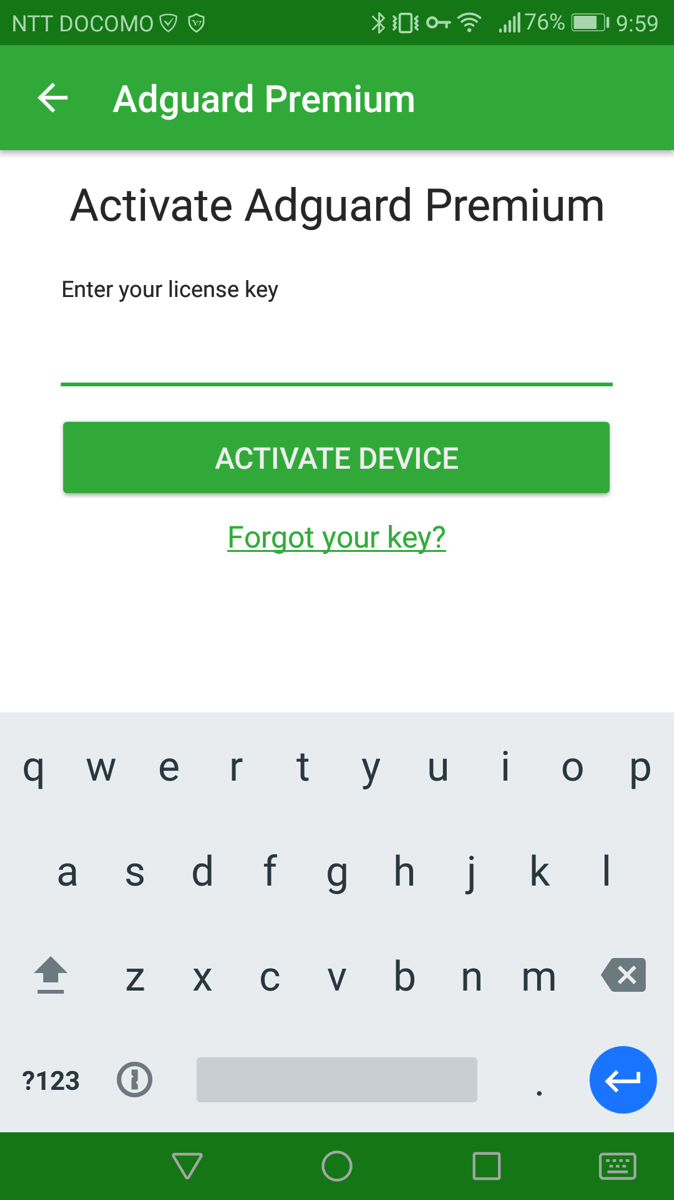 NTT DOCOMO 76% 9:59
Adguard Premium
Activate Adguard Premium
Enter your license key
ACTIVATE DEVICE
Forgot your key?
q w e r t y u i o p
a s d f g h j k l
z x c v b n m
?123 .